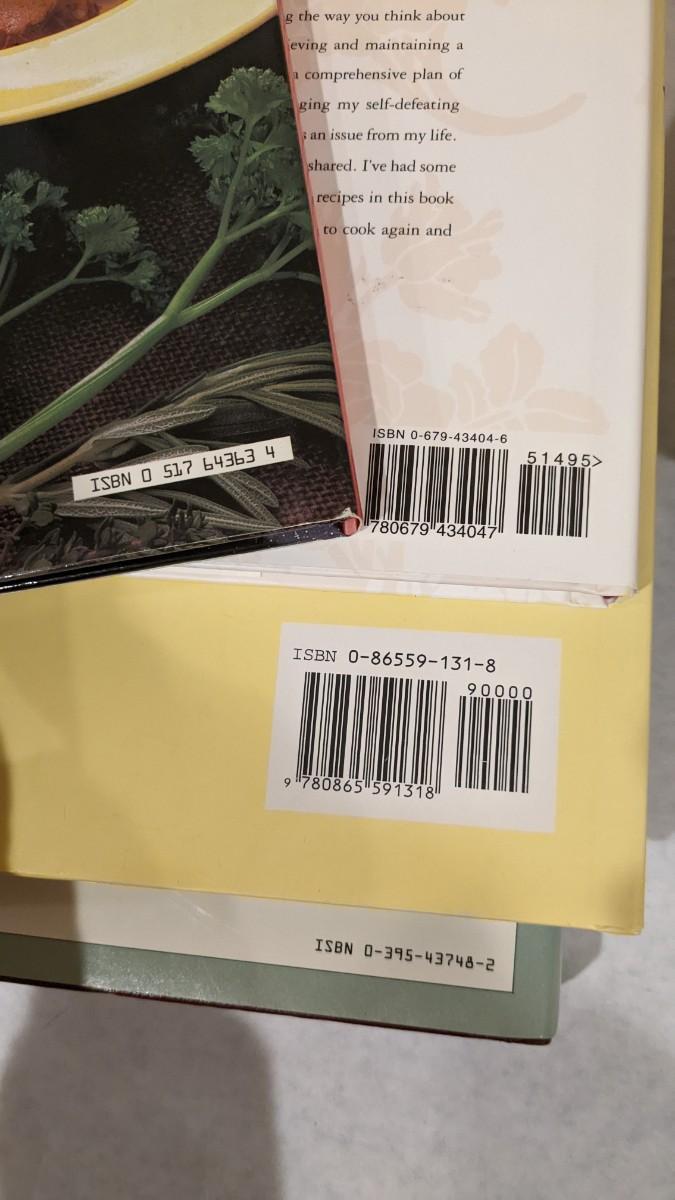 g the way you think about
eving and maintaining a
a comprehensive plan of
ging my self-defeating
s an issue from my life.
shared. I've had some
recipes in this book
to cook again and
ISBN 0-679-43404-6
51495>
780679 434047
ISBN 0 517 64363 4
ISBN 0-86559-131-8
90000
9 780865 591318
ISBN 0-395-43748-2